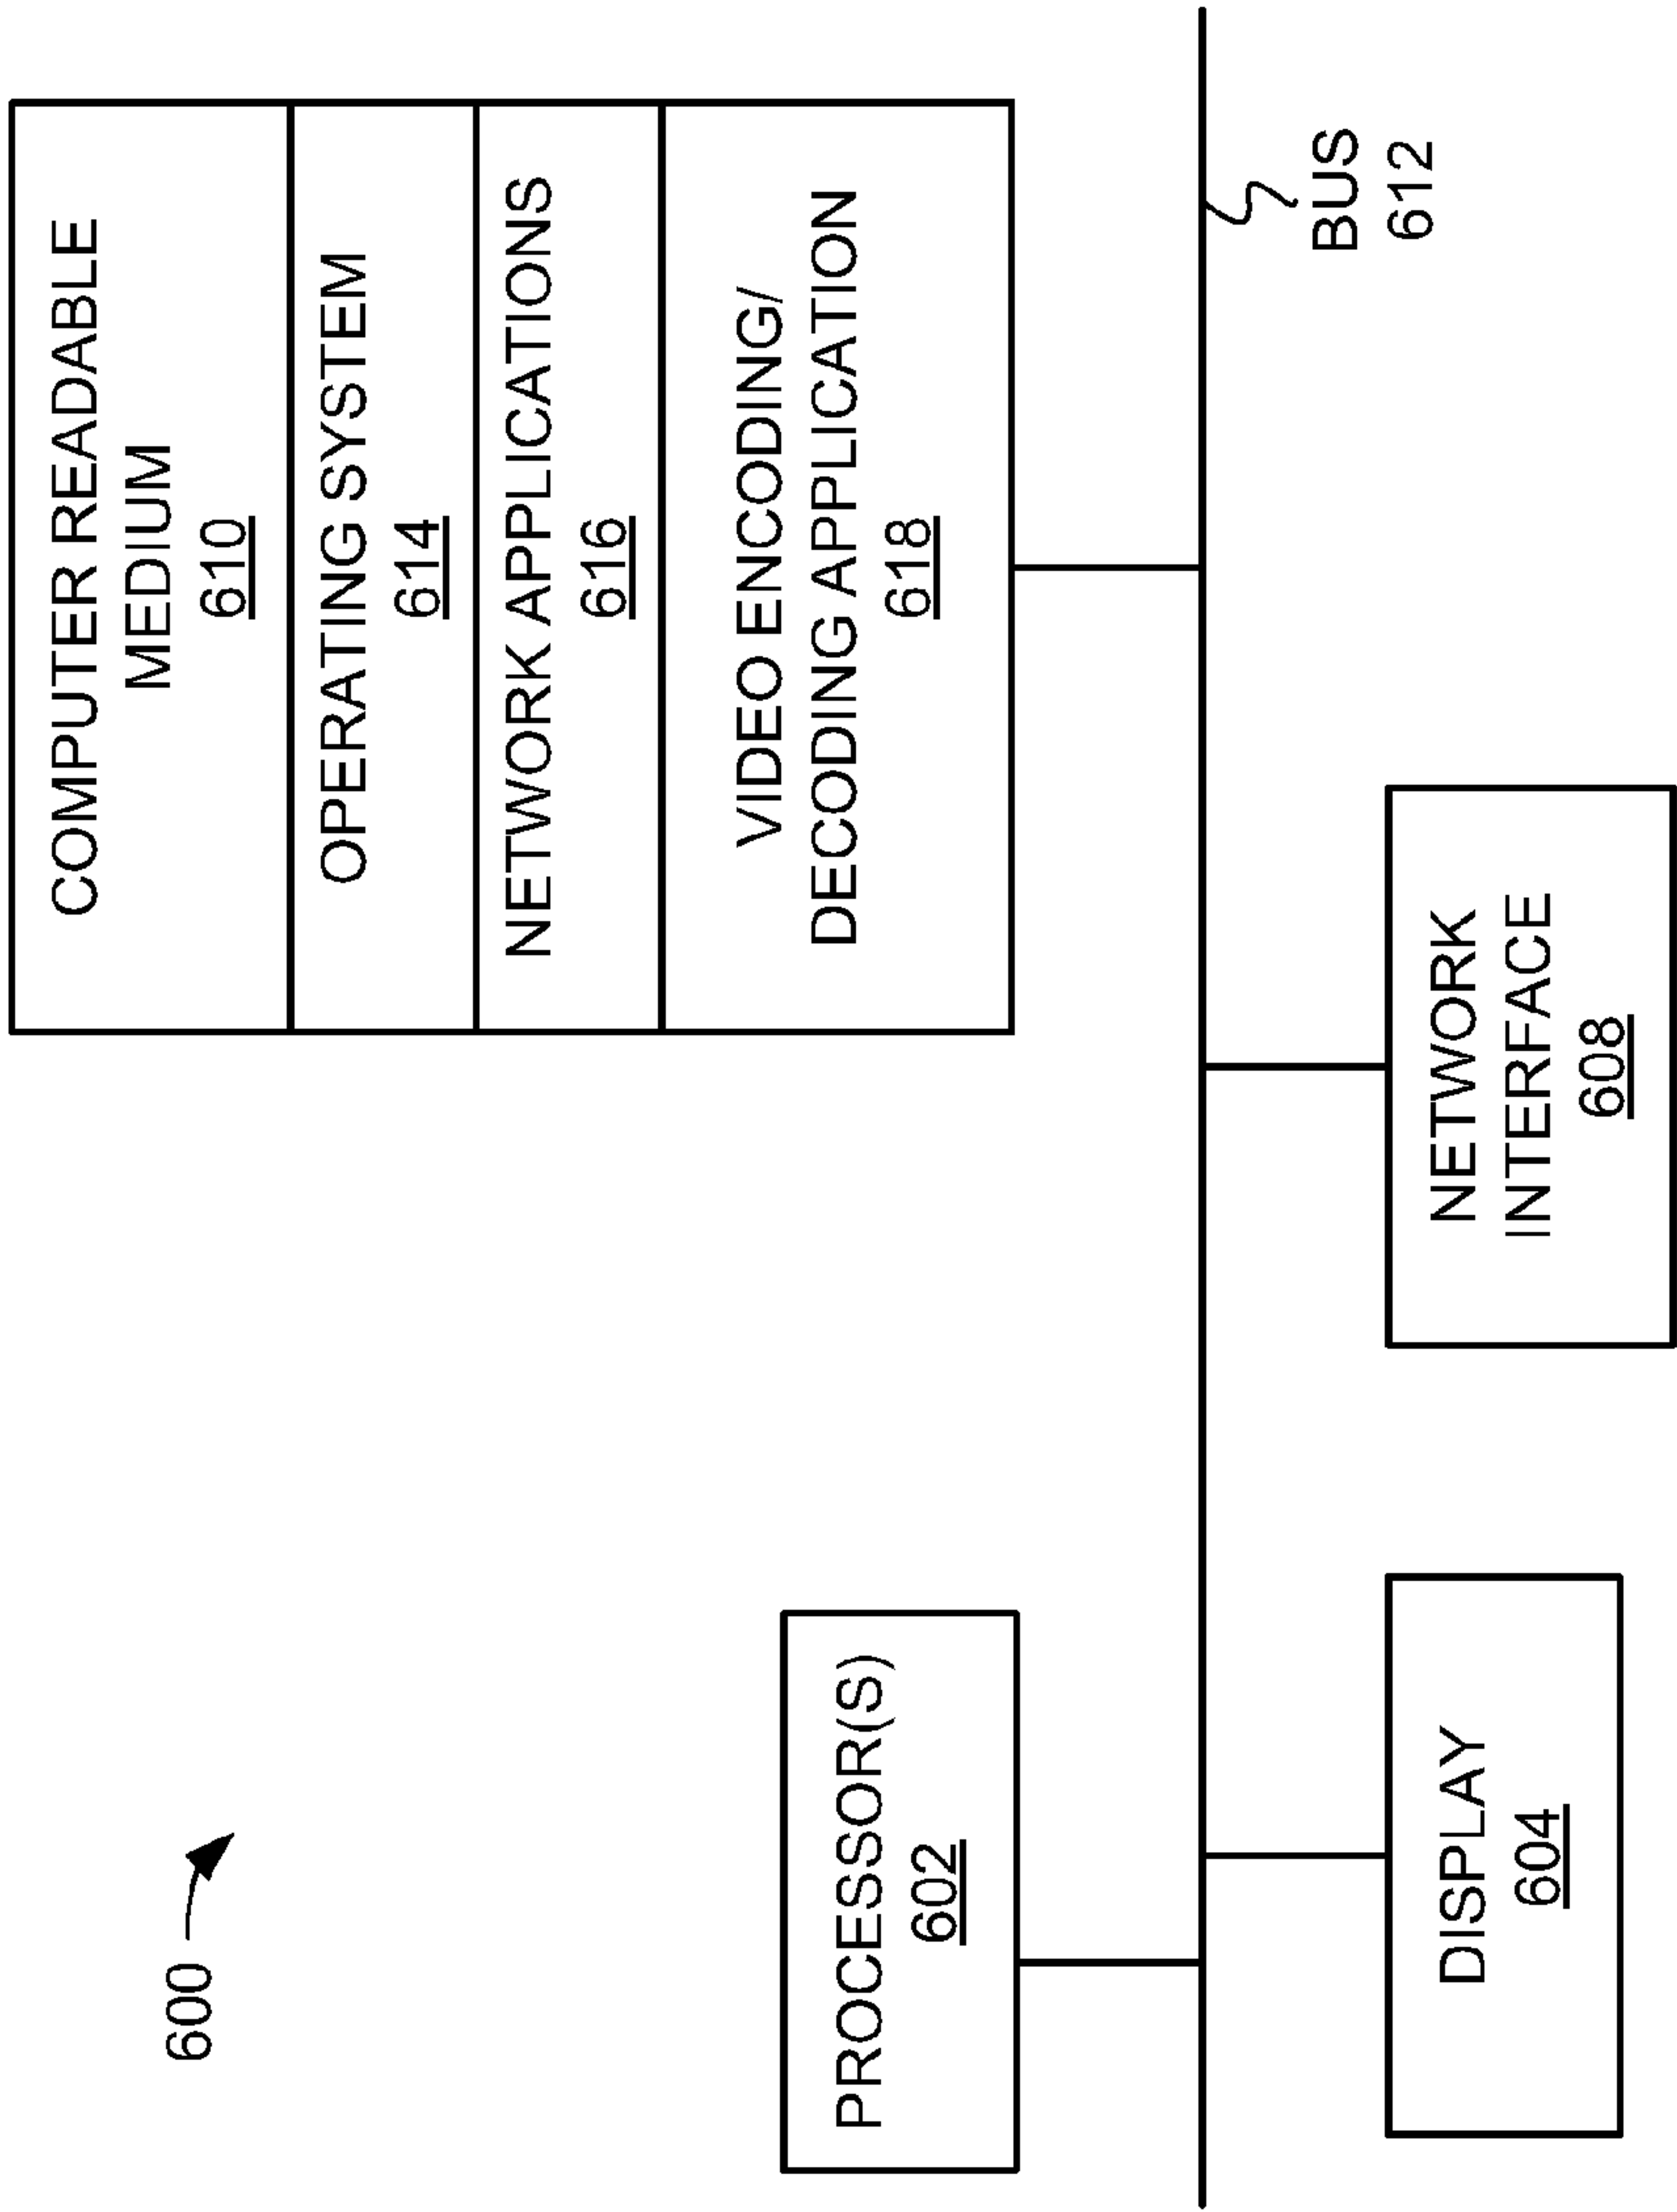 600
PROCESSOR(S)
602
COMPUTER READABLE
MEDIUM
610
OPERATING SYSTEM
614
NETWORK APPLICATIONS
616
VIDEO ENCODING/
DECODING APPLICATION
618
BUS
612
DISPLAY
604
NETWORK
INTERFACE
608